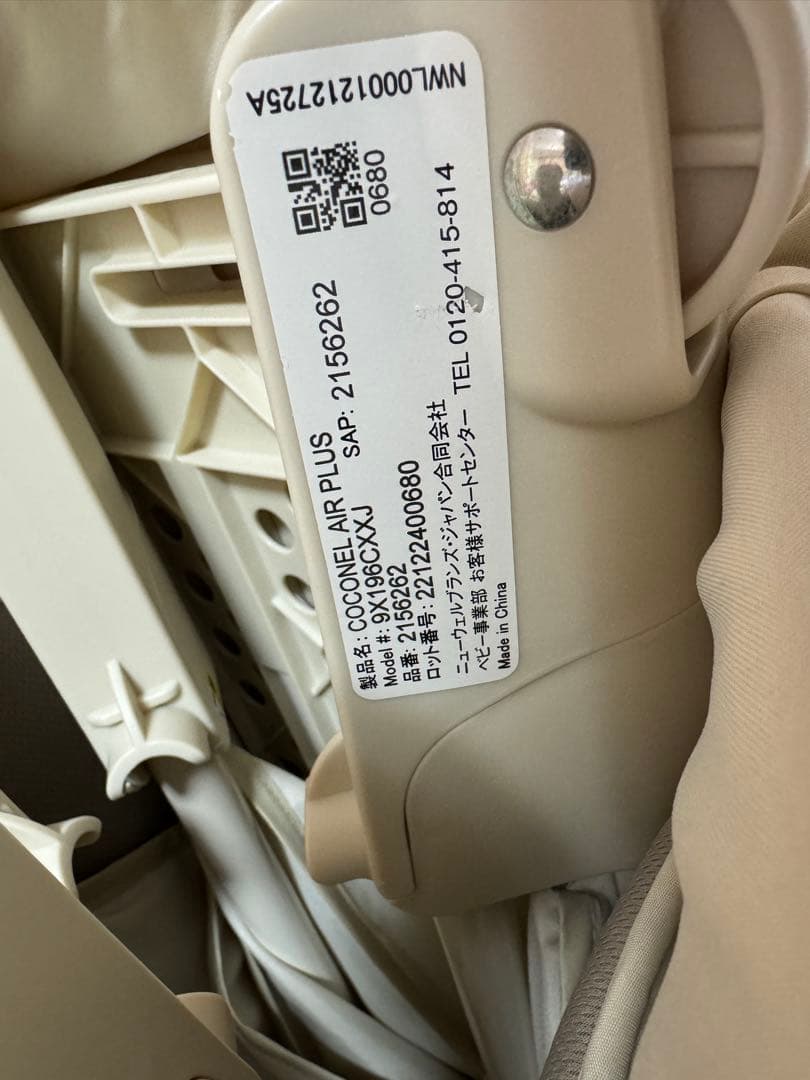 製品名: COCONEL AIR PLUS
Model #: 9X196CXXJ SAP: 2156262
品番: 2156262
ロット番号: 22122400680
ニューウェルブランズ・ジャパン合同会社
ベビー事業部 お客様サポートセンター TEL 0120-415-814
Made in China
0680
NWL0001212725A